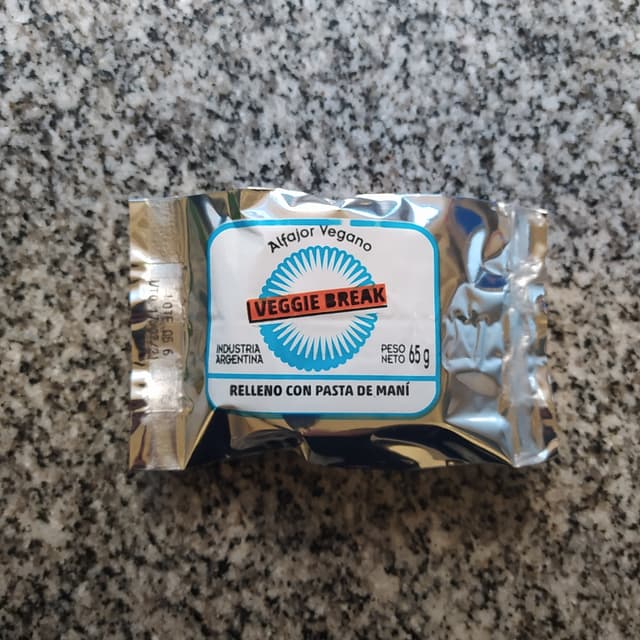 Alfajor Vegano
VEGGIE BREAK
INDUSTRIA
ARGENTINA
PESO
NETO 65 g
RELLENO CON PASTA DE MANÍ